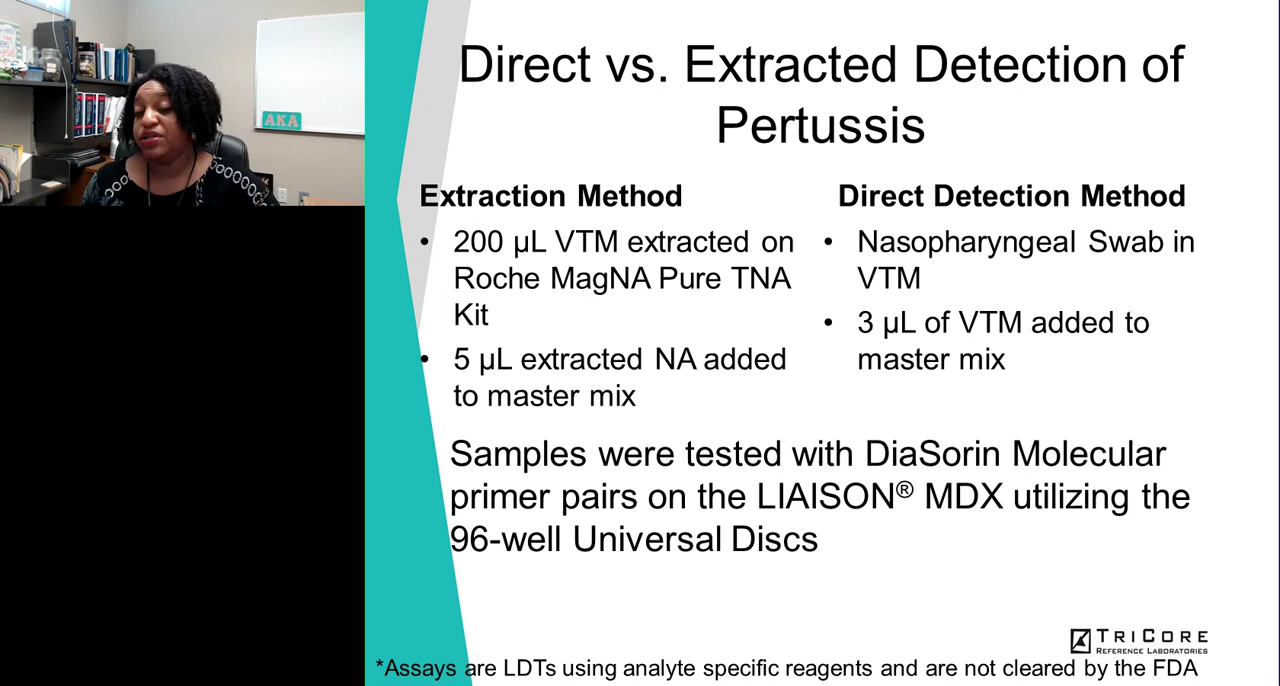 AKA
Direct vs. Extracted Detection of
Pertussis
Extraction Method
• 200 µL VTM extracted on
Roche MagNA Pure TNA
Kit
• 5 µL extracted NA added
to master mix
Direct Detection Method
• Nasopharyngeal Swab in
VTM
• 3 µL of VTM added to
master mix
Samples were tested with DiaSorin Molecular
primer pairs on the LIAISON® MDX utilizing the
96-well Universal Discs
TRICORE
REFERENCE LABORATORIES
*Assays are LDTs using analyte specific reagents and are not cleared by the FDA